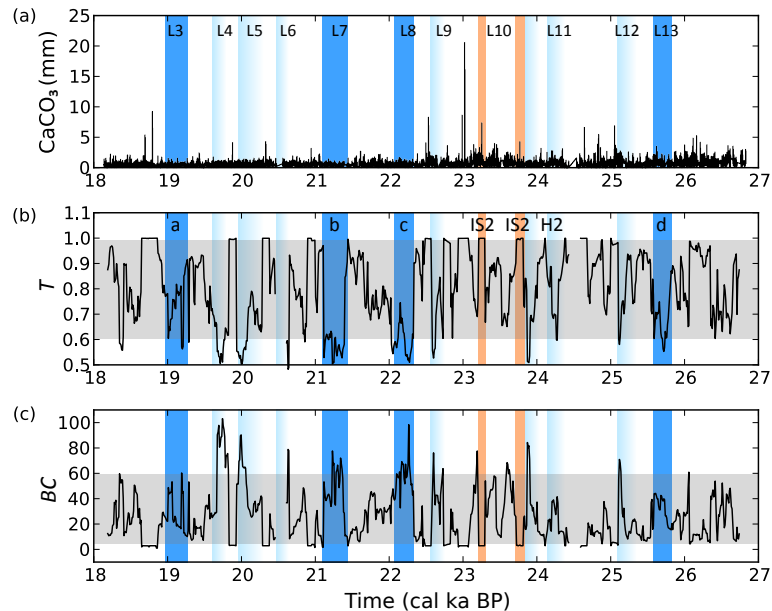 (a)
25
20
15
10
5
0
CaCO₃ (mm)
L3 L4 L5 L6 L7 L8 L9 L10 L11 L12 L13
18 19 20 21 22 23 24 25 26 27
(b)
1.1
1.0
0.9
0.8
0.7
0.6
0.5
T
a b c IS2 IS2 H2 d
18 19 20 21 22 23 24 25 26 27
(c)
100
80
60
40
20
0
BC
18 19 20 21 22 23 24 25 26 27
Time (cal ka BP)